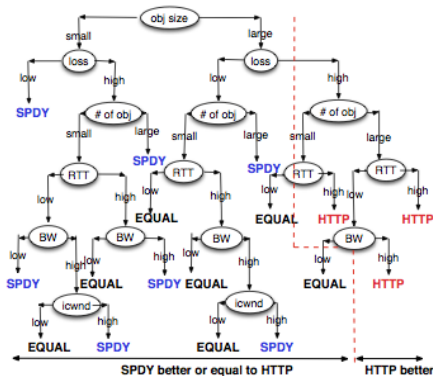 obj size
small
large
loss
loss
low
high
low
high
SPDY
# of obj
# of obj
# of obj
small
large
small
large
small
large
RTT
SPDY
RTT
SPDY
RTT
RTT
low
high
low
high
low
high
low
high
EQUAL
EQUAL
HTTP
HTTP
BW
BW
BW
BW
low
high
low
high
low
high
low
high
SPDY
EQUAL
SPDY
EQUAL
EQUAL
HTTP
icwnd
icwnd
low
high
low
high
EQUAL
SPDY
EQUAL
SPDY
SPDY better or equal to HTTP
HTTP better